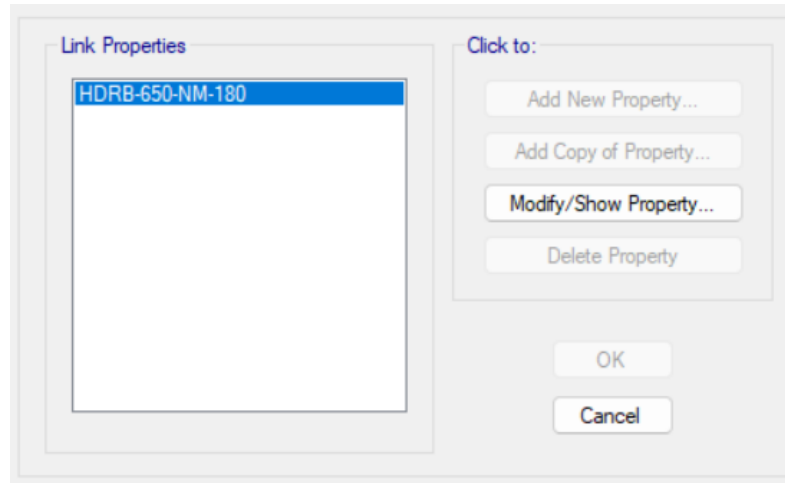 Link Properties
HDRB-650-NM-180
Click to:
Add New Property...
Add Copy of Property...
Modify/Show Property...
Delete Property
OK
Cancel